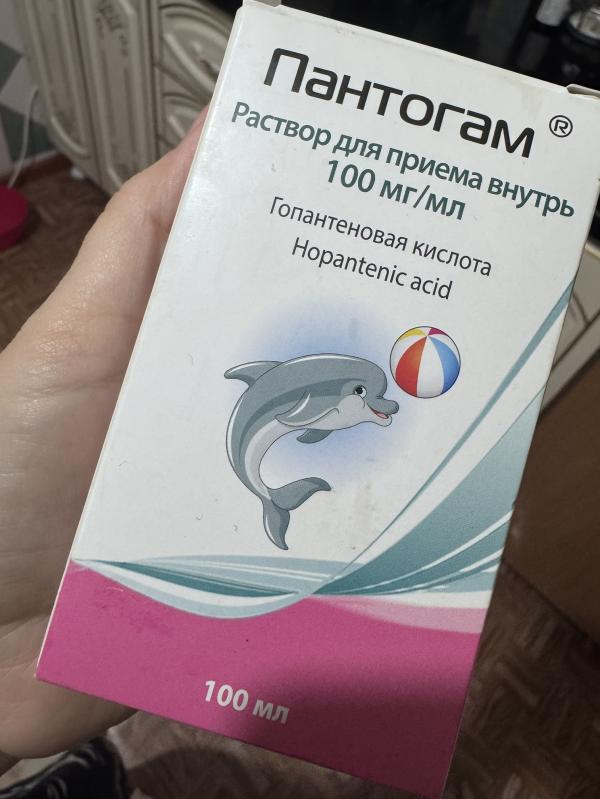 Пантогам ®
Раствор для приема внутрь
100 мг/мл
Гопантеновая кислота
Hopantenic acid
100 мл